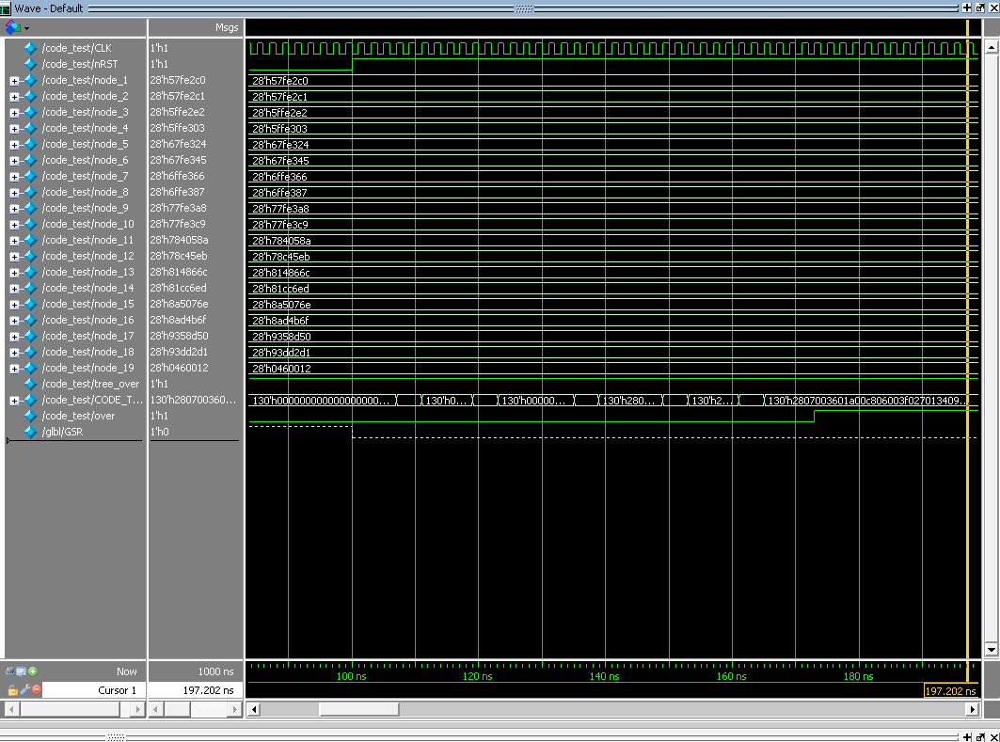 Wave - Default
Msgs
/code_test/CLK 1'h1
/code_test/nRST 1'h1
/code_test/node_1 28'h57fe2c0 28'h57fe2c0
/code_test/node_2 28'h57fe2c1 28'h57fe2c1
/code_test/node_3 28'h5ffe2e2 28'h5ffe2e2
/code_test/node_4 28'h5ffe303 28'h5ffe303
/code_test/node_5 28'h67fe324 28'h67fe324
/code_test/node_6 28'h67fe345 28'h67fe345
/code_test/node_7 28'h6ffe366 28'h6ffe366
/code_test/node_8 28'h6ffe387 28'h6ffe387
/code_test/node_9 28'h77fe3a8 28'h77fe3a8
/code_test/node_10 28'h77fe3c9 28'h77fe3c9
/code_test/node_11 28'h784058a 28'h784058a
/code_test/node_12 28'h78c45eb 28'h78c45eb
/code_test/node_13 28'h814866c 28'h814866c
/code_test/node_14 28'h81cc6ed 28'h81cc6ed
/code_test/node_15 28'h8a5076e 28'h8a5076e
/code_test/node_16 28'h8ad4b6f 28'h8ad4b6f
/code_test/node_17 28'h9358d50 28'h9358d50
/code_test/node_18 28'h93dd2d1 28'h93dd2d1
/code_test/node_19 28'h0460012 28'h0460012
/code_test/tree_over 1'h1
/code_test/CODE_T... 130'h280700360... 130'h000000000000000000... 130'h0... 130'h00000... 130'h280... 130'h2... 130'h2807003601a00c806003f027013409...
/code_test/over 1'h1
/glbl/GSR 1'h0
Now 1000 ns 100 ns 120 ns 140 ns 160 ns 180 ns
Cursor 1 197.202 ns 197.202 ns